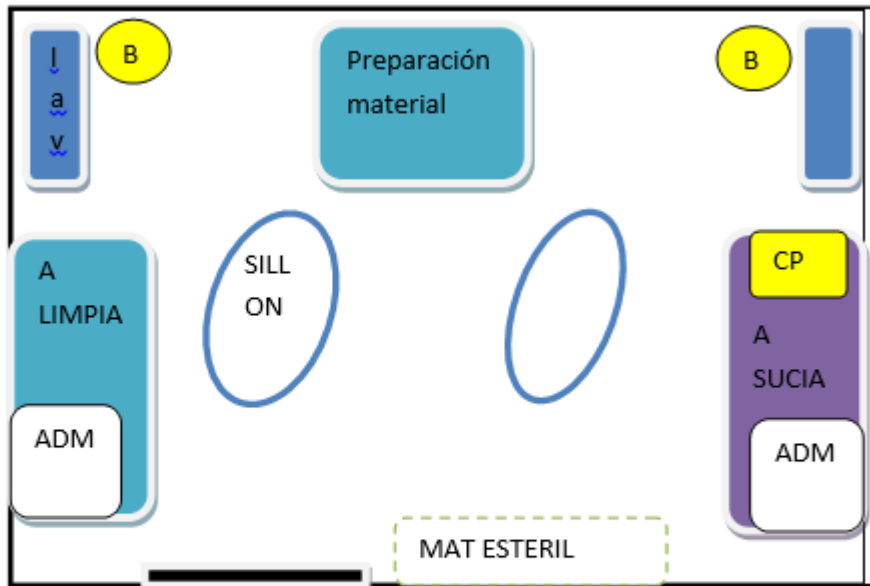 l
a
v
B
Preparación
material
B
A
LIMPIA
ADM
SILL
ON
CP
A
SUCIA
ADM
MAT ESTERIL